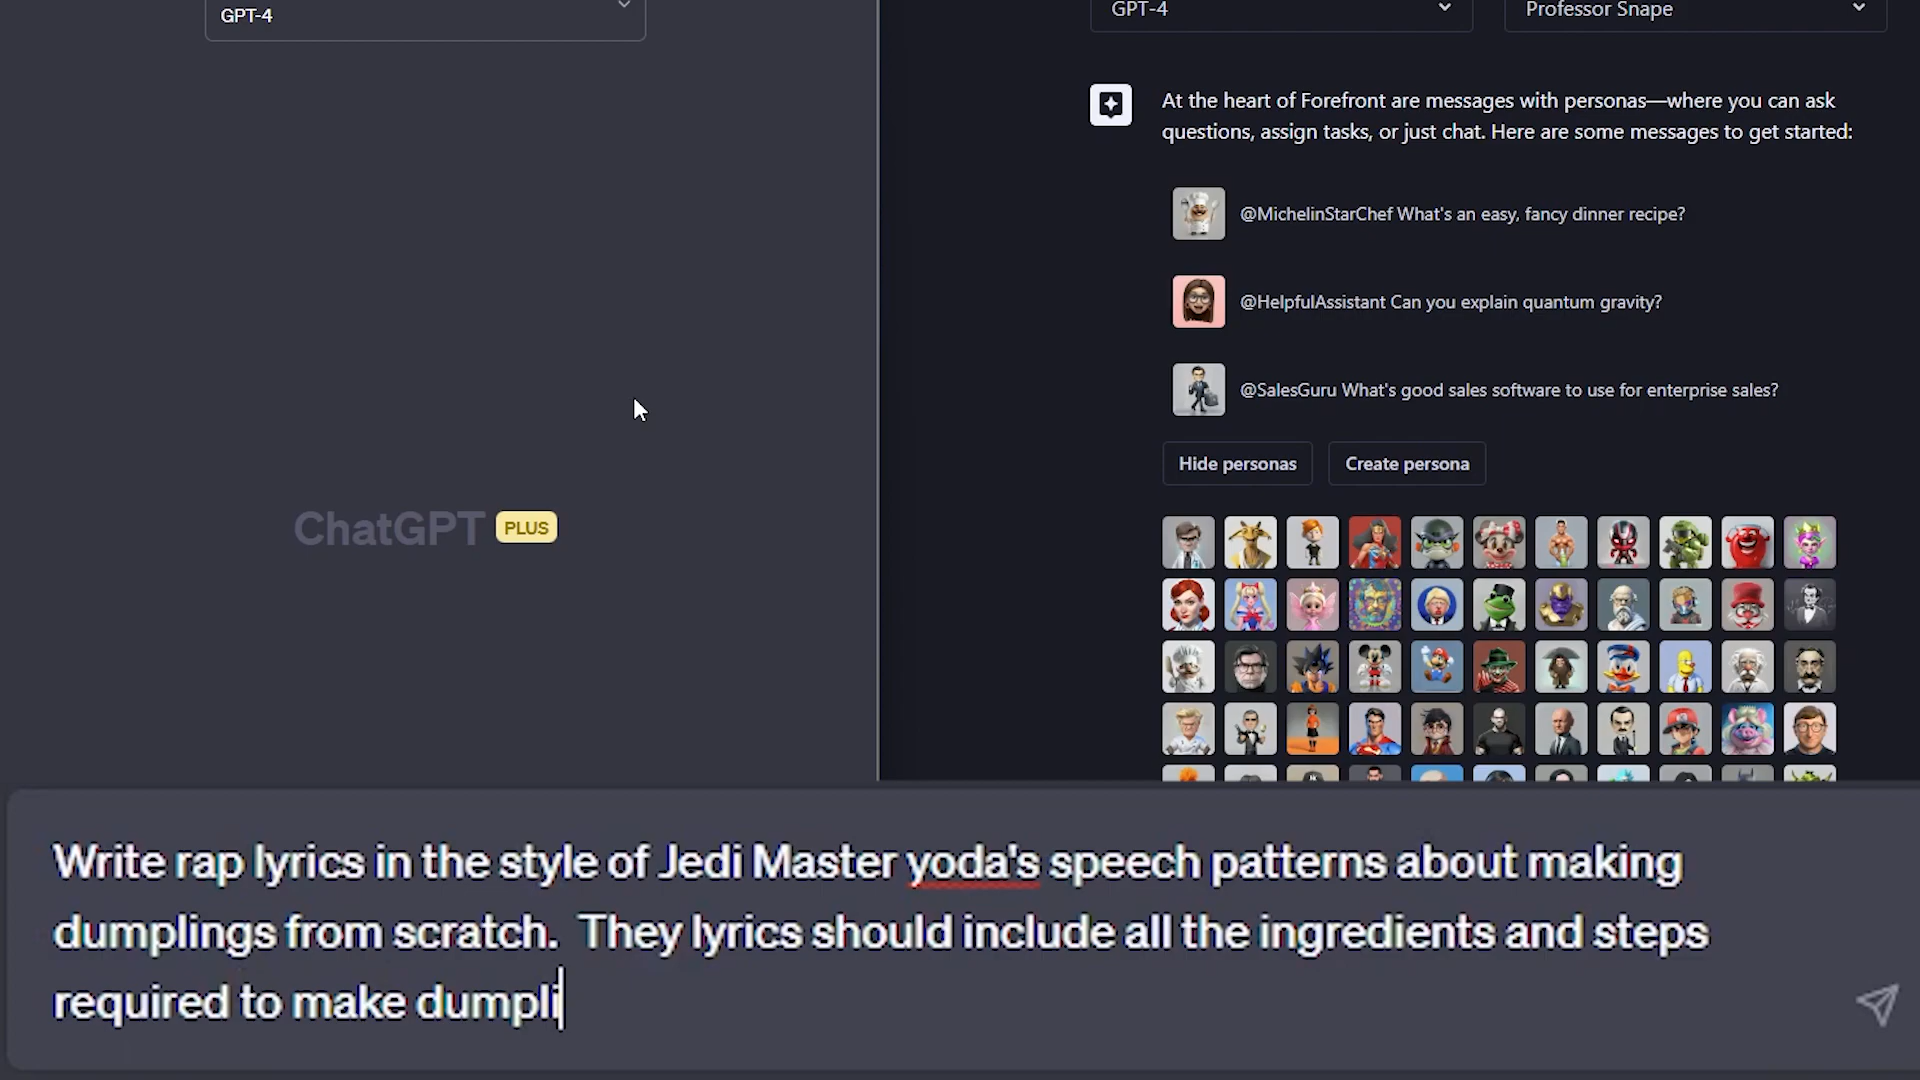 GPT-4
ChatGPT PLUS
GPT-4
Professor Snape
At the heart of Forefront are messages with personas—where you can ask
questions, assign tasks, or just chat. Here are some messages to get started:
@MichelinStarChef What's an easy, fancy dinner recipe?
@HelpfulAssistant Can you explain quantum gravity?
@SalesGuru What's good sales software to use for enterprise sales?
Hide personas
Create persona
Write rap lyrics in the style of Jedi Master yoda's speech patterns about making
dumplings from scratch.  They lyrics should include all the ingredients and steps
required to make dumpli